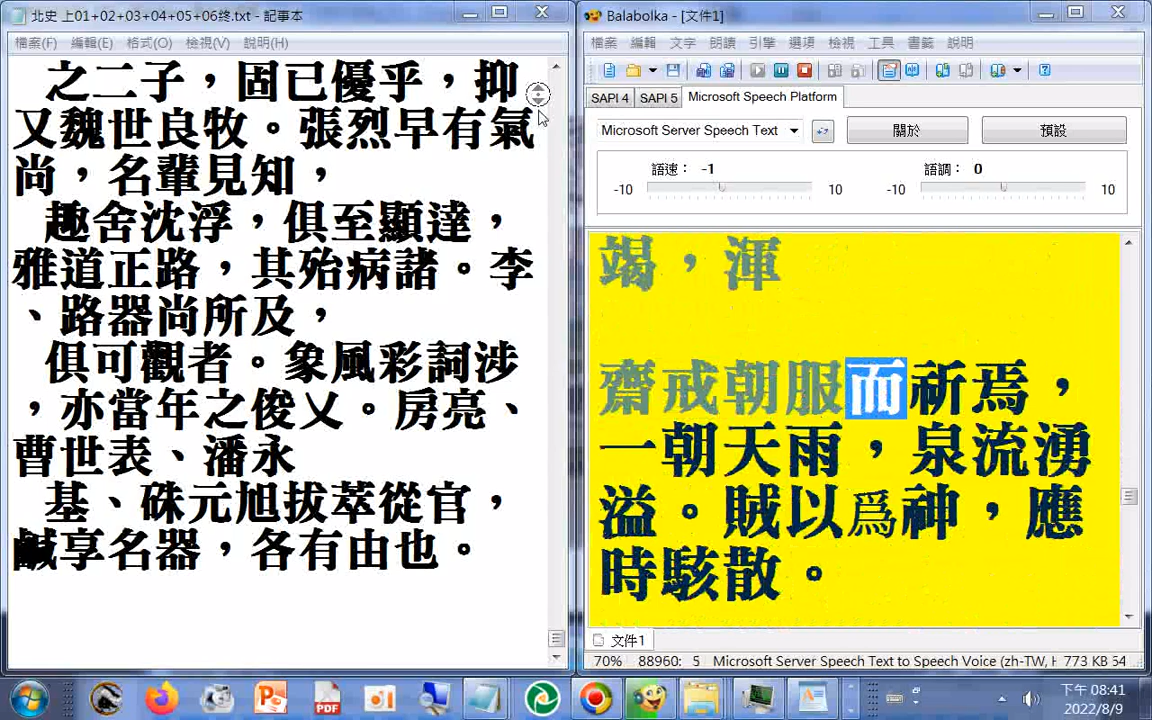 北史 上01+02+03+04+05+06终.txt - 記事本
檔案(F) 編輯(E) 格式(O) 檢視(V) 說明(H)
之二子，固已優乎，抑
又魏世良牧。張烈早有氣
尚，名輩見知，
趣舍沈浮，俱至顯達，
雅道正路，其殆病諸。李
、路器尚所及，
俱可觀者。象風彩詞涉
，亦當年之俊乂。房亮、
曹世表、潘永
基、硃元旭拔萃從官，
鹹享名器，各有由也。
Balabolka - [文件1]
檔案 編輯 文字 朗讀 引擎 選項 檢視 工具 書籤 說明
SAPI 4 SAPI 5 Microsoft Speech Platform
Microsoft Server Speech Text 關於 預設
語速： -1 語調： 0
-10 10 -10 10
竭，渾
齋戒朝服而祈焉，
一朝天雨，泉流湧
溢。賊以爲神，應
時駭散。
文件1
70% 88960: 5 Microsoft Server Speech Text to Speech Voice (zh-TW, H 773 KB 54
下午 08:41
2022/8/9